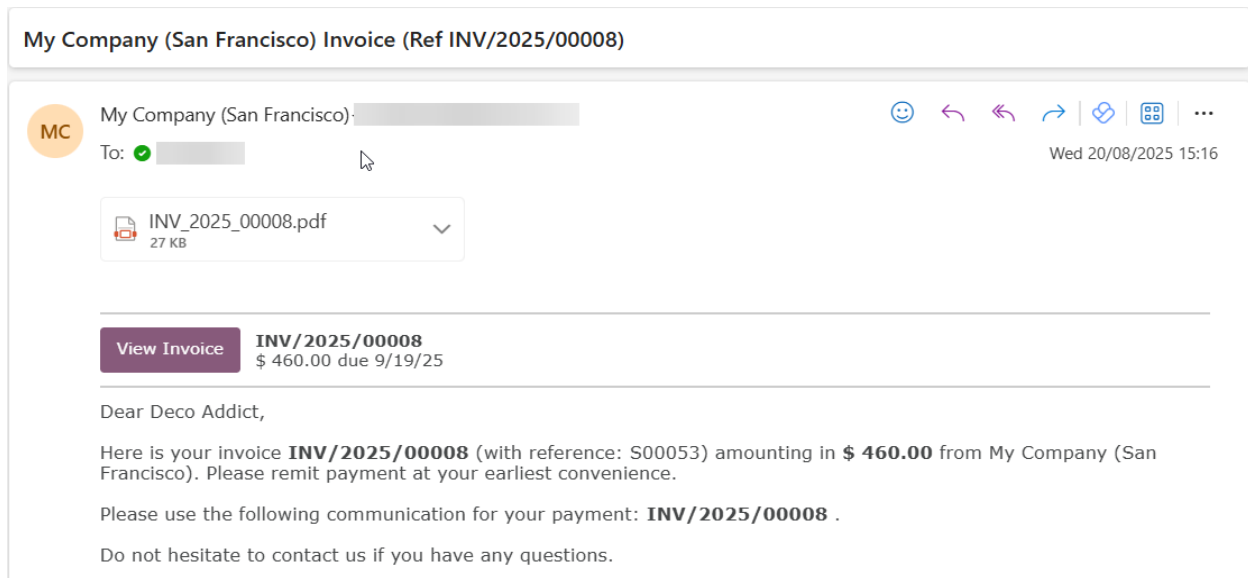 My Company (San Francisco) Invoice (Ref INV/2025/00008)
MC
My Company (San Francisco)
To:
Wed 20/08/2025 15:16
INV_2025_00008.pdf
27 KB
View Invoice
INV/2025/00008
$ 460.00 due 9/19/25
Dear Deco Addict,
Here is your invoice INV/2025/00008 (with reference: S00053) amounting in $ 460.00 from My Company (San
Francisco). Please remit payment at your earliest convenience.
Please use the following communication for your payment: INV/2025/00008 .
Do not hesitate to contact us if you have any questions.